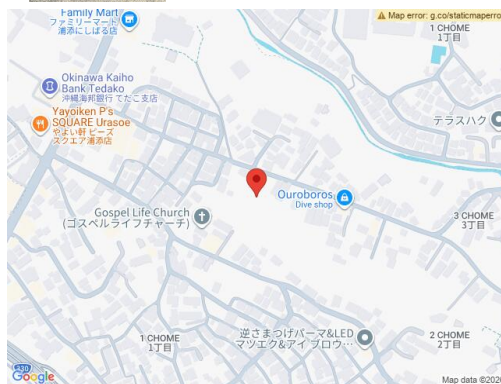 Family Mart
ファミリーマート
浦添にしばる店
Map error: g.co/staticmaperro
1 CHOME
1丁目
Okinawa Kaiho
Bank Tedako
沖縄海邦銀行 てだこ支店
テラスハク
Yayoiken P's
SQUARE Urasoe
やよい軒 ピーズ
スクエア浦添店
Ouroboros
Dive shop
Gospel Life Church
(ゴスペルライフチャーチ)
3 CHOME
3丁目
1 CHOME
1丁目
逆さまつげパーマ&LED
マツエク&アイ ブロウ…
2 CHOME
2丁目
330
Google
Map data ©202